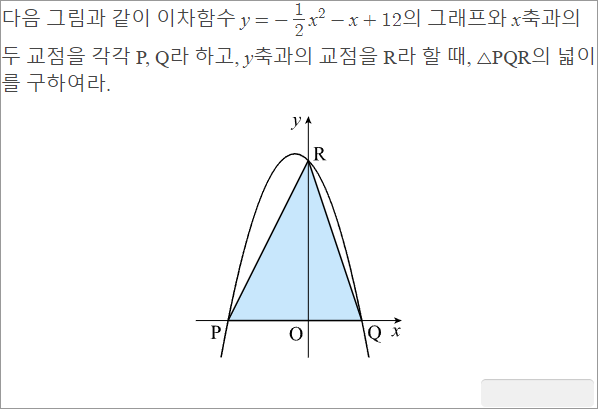 다음 그림과 같이 이차함수 y = -\frac{1}{2}x² - x + 12의 그래프와 x축과의
두 교점을 각각 P, Q라 하고, y축과의 교점을 R라 할 때, △PQR의 넓이
를 구하여라.
y
R
P
O
Q
x